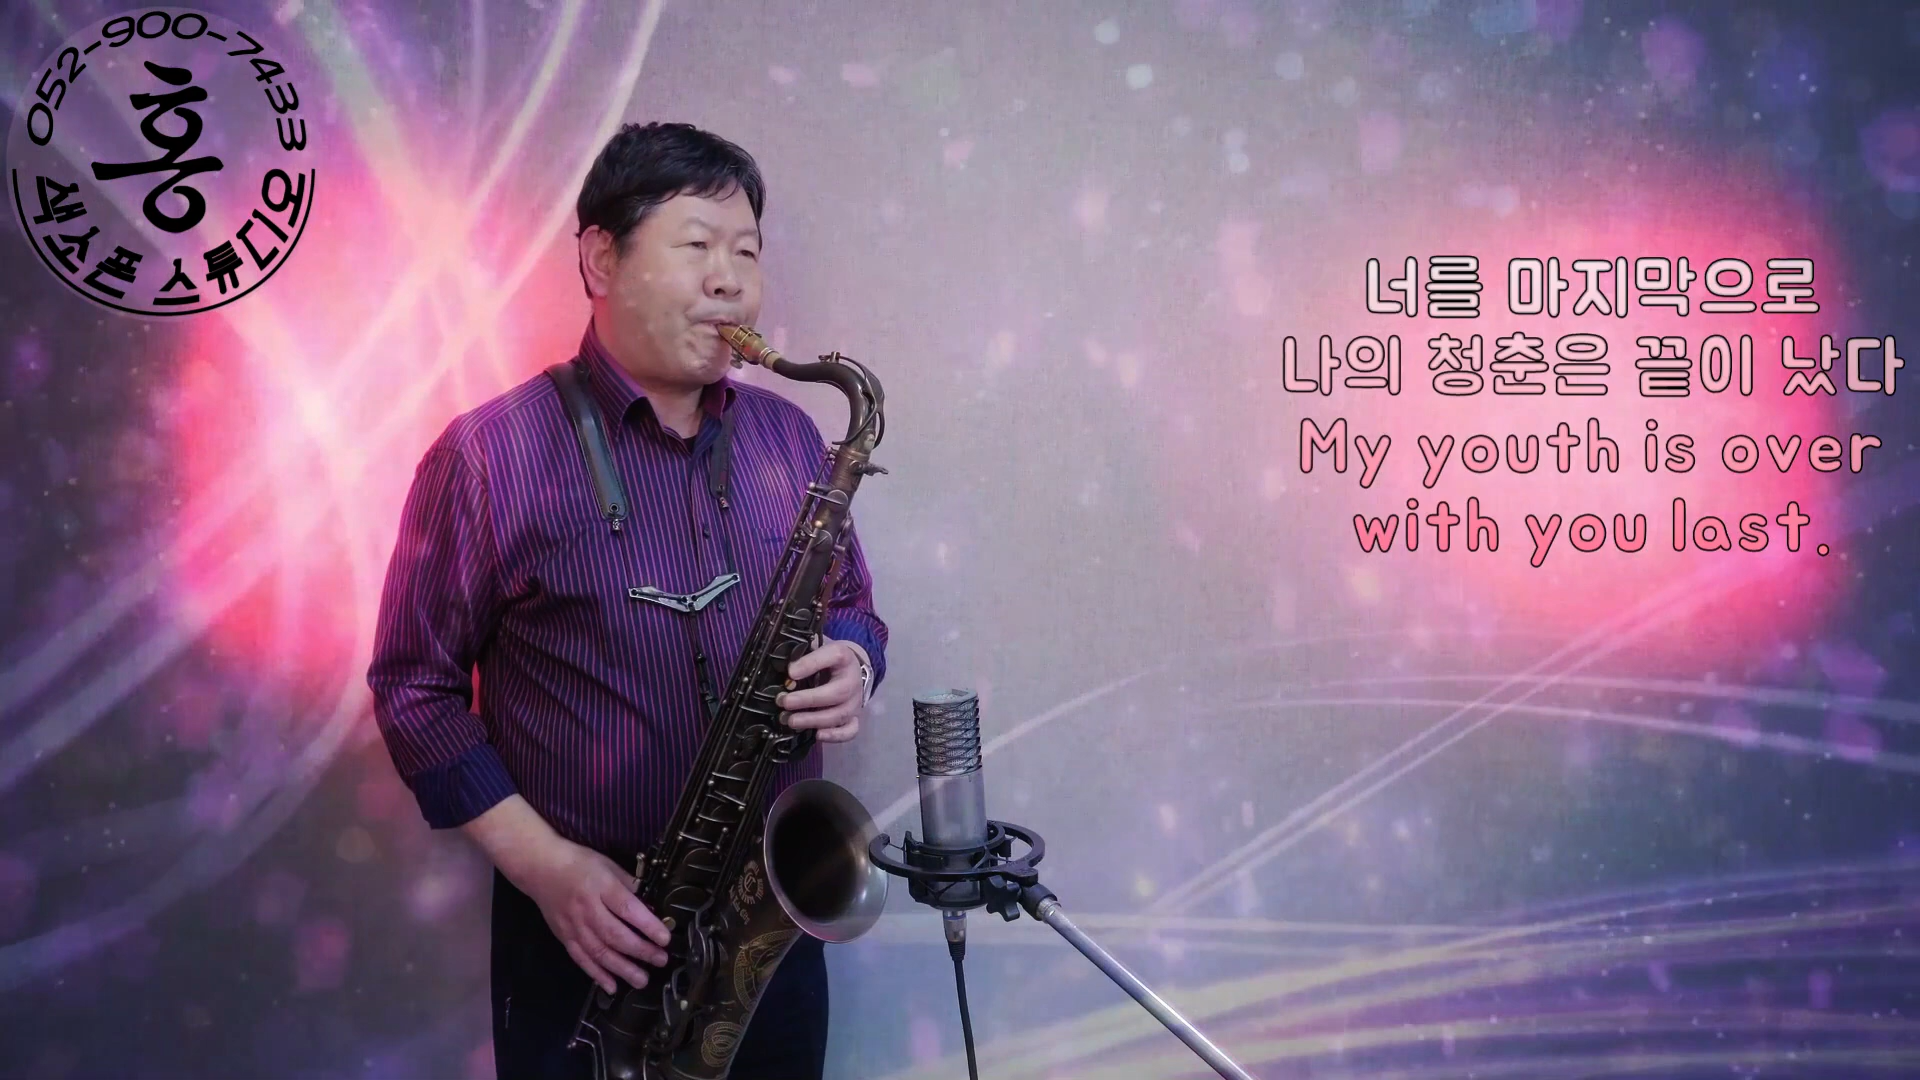 052-900-7433
홍
색소폰 스튜디오
너를 마지막으로
나의 청춘은 끝이 났다
My youth is over
with you last.